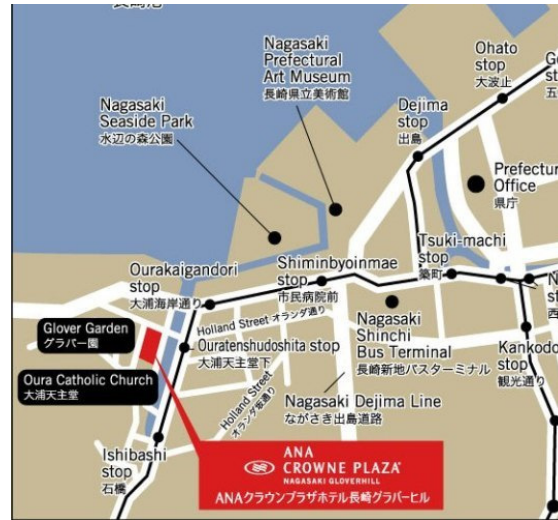 長崎港
Nagasaki
Prefectural
Art Museum
長崎県立美術館
Ohato
stop
大波止
Nagasaki
Seaside Park
水辺の森公園
Dejima
stop
出島
Office
県庁
Tsuki-machi
stop
築町
Ourakaigandori
stop
大浦海岸通り
Shiminbyoinmae
stop
市民病院前
Holland Street オランダ通り
Glover Garden
グラバー園
Ouratenshudoshita stop
大浦天主堂下
Nagasaki
Shinchi
Bus Terminal
長崎新地バスターミナル
Kankodo
stop
観光通り
Oura Catholic Church
大浦天主堂
Holland Street
オランダ坂通り
Nagasaki Dejima Line
ながさき出島道路
Ishibashi
stop
石橋
ANA
CROWNE PLAZA
NAGASAKI GLOVERHILL
ANAクラウンプラザホテル長崎グラバーヒル